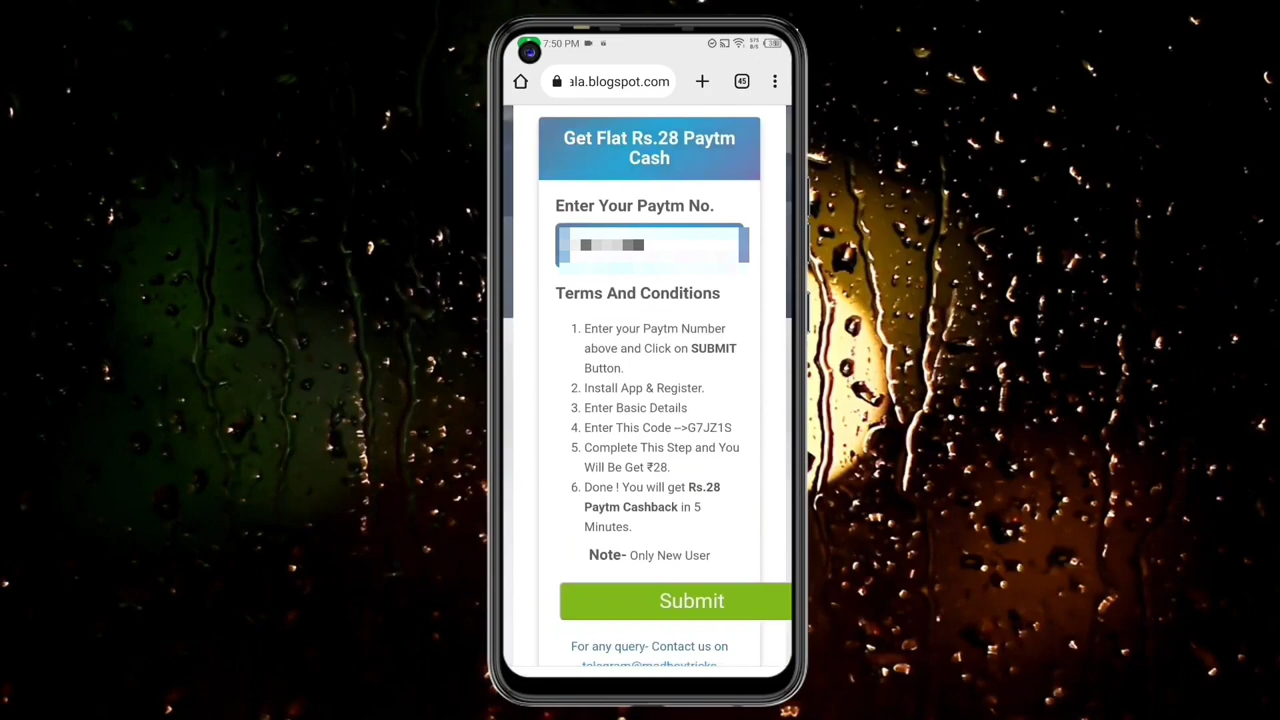 7:50 PM
ala.blogspot.com
45
Get Flat Rs.28 Paytm
Cash
Enter Your Paytm No.
Terms And Conditions
1. Enter your Paytm Number
above and Click on SUBMIT
Button.
2. Install App & Register.
3. Enter Basic Details
4. Enter This Code -->G7JZ1S
5. Complete This Step and You
Will Be Get ₹28.
6. Done ! You will get Rs.28
Paytm Cashback in 5
Minutes.
Note- Only New User
Submit
For any query- Contact us on